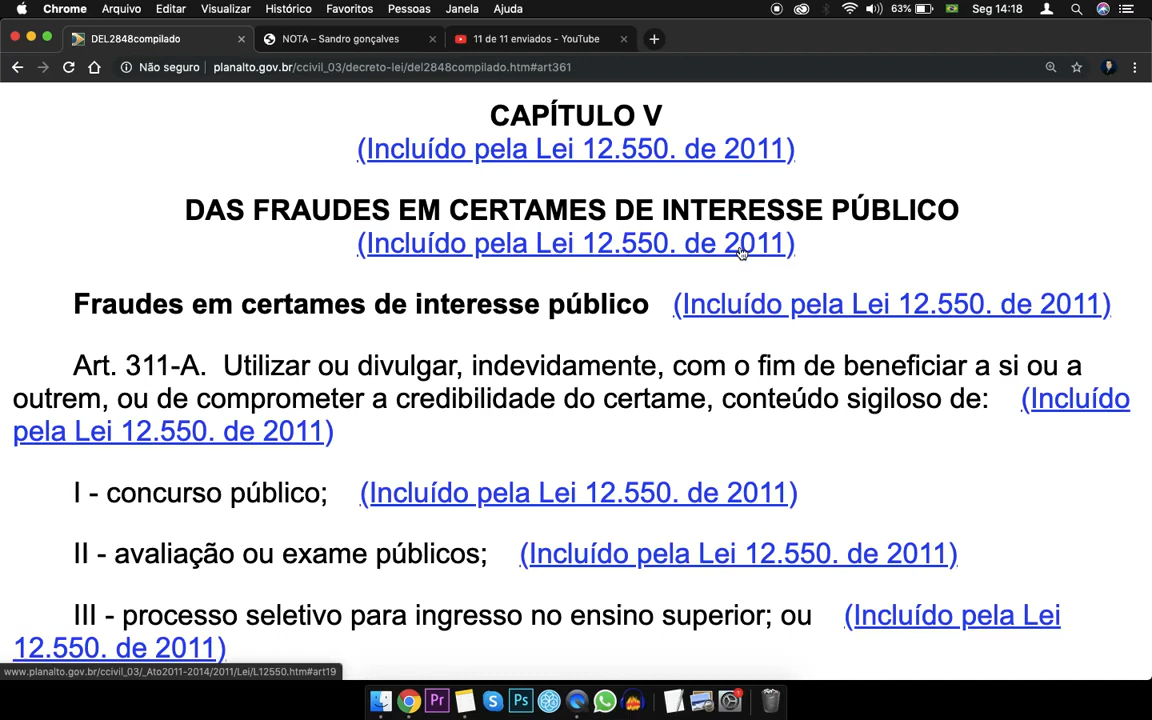 Chrome Arquivo Editar Visualizar Histórico Favoritos Pessoas Janela Ajuda 63% Seg 14:18
DEL2848compilado NOTA – Sandro gonçalves 11 de 11 enviados - YouTube
Não seguro planalto.gov.br/ccivil_03/decreto-lei/del2848compilado.htm#art361
CAPÍTULO V
(Incluído pela Lei 12.550. de 2011)
DAS FRAUDES EM CERTAMES DE INTERESSE PÚBLICO
(Incluído pela Lei 12.550. de 2011)
Fraudes em certames de interesse público (Incluído pela Lei 12.550. de 2011)
Art. 311-A. Utilizar ou divulgar, indevidamente, com o fim de beneficiar a si ou a
outrem, ou de comprometer a credibilidade do certame, conteúdo sigiloso de: (Incluído
pela Lei 12.550. de 2011)
I - concurso público; (Incluído pela Lei 12.550. de 2011)
II - avaliação ou exame públicos; (Incluído pela Lei 12.550. de 2011)
III - processo seletivo para ingresso no ensino superior; ou (Incluído pela Lei
12.550. de 2011)
www.planalto.gov.br/ccivil_03/_Ato2011-2014/2011/Lei/L12550.htm#art19
Pr Ps